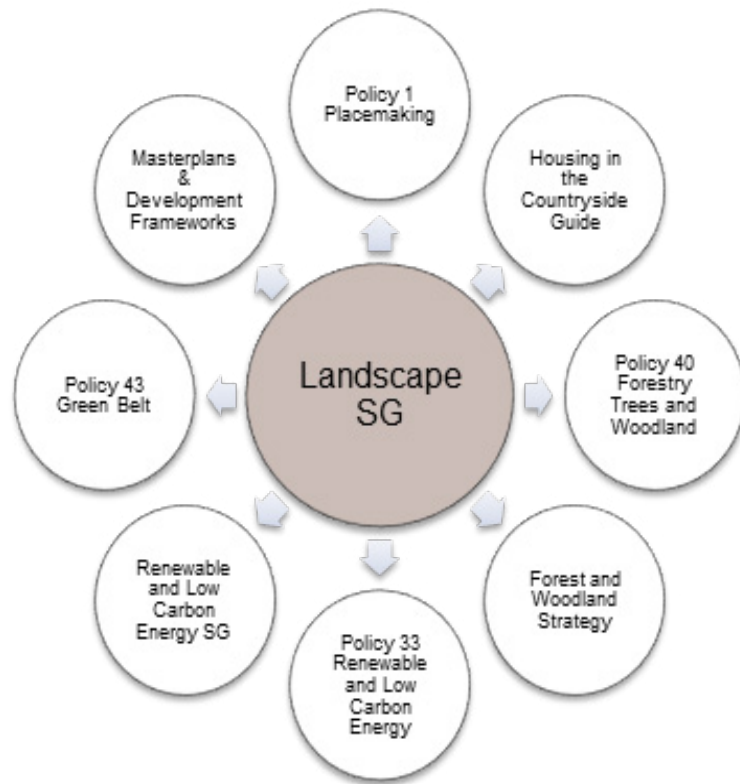 Policy 1
Placemaking
Masterplans
&
Development
Frameworks
Housing in
the
Countryside
Guide
Landscape
SG
Policy 43
Green Belt
Policy 40
Forestry
Trees and
Woodland
Renewable
and Low
Carbon
Energy SG
Forest and
Woodland
Strategy
Policy 33
Renewable
and Low
Carbon
Energy